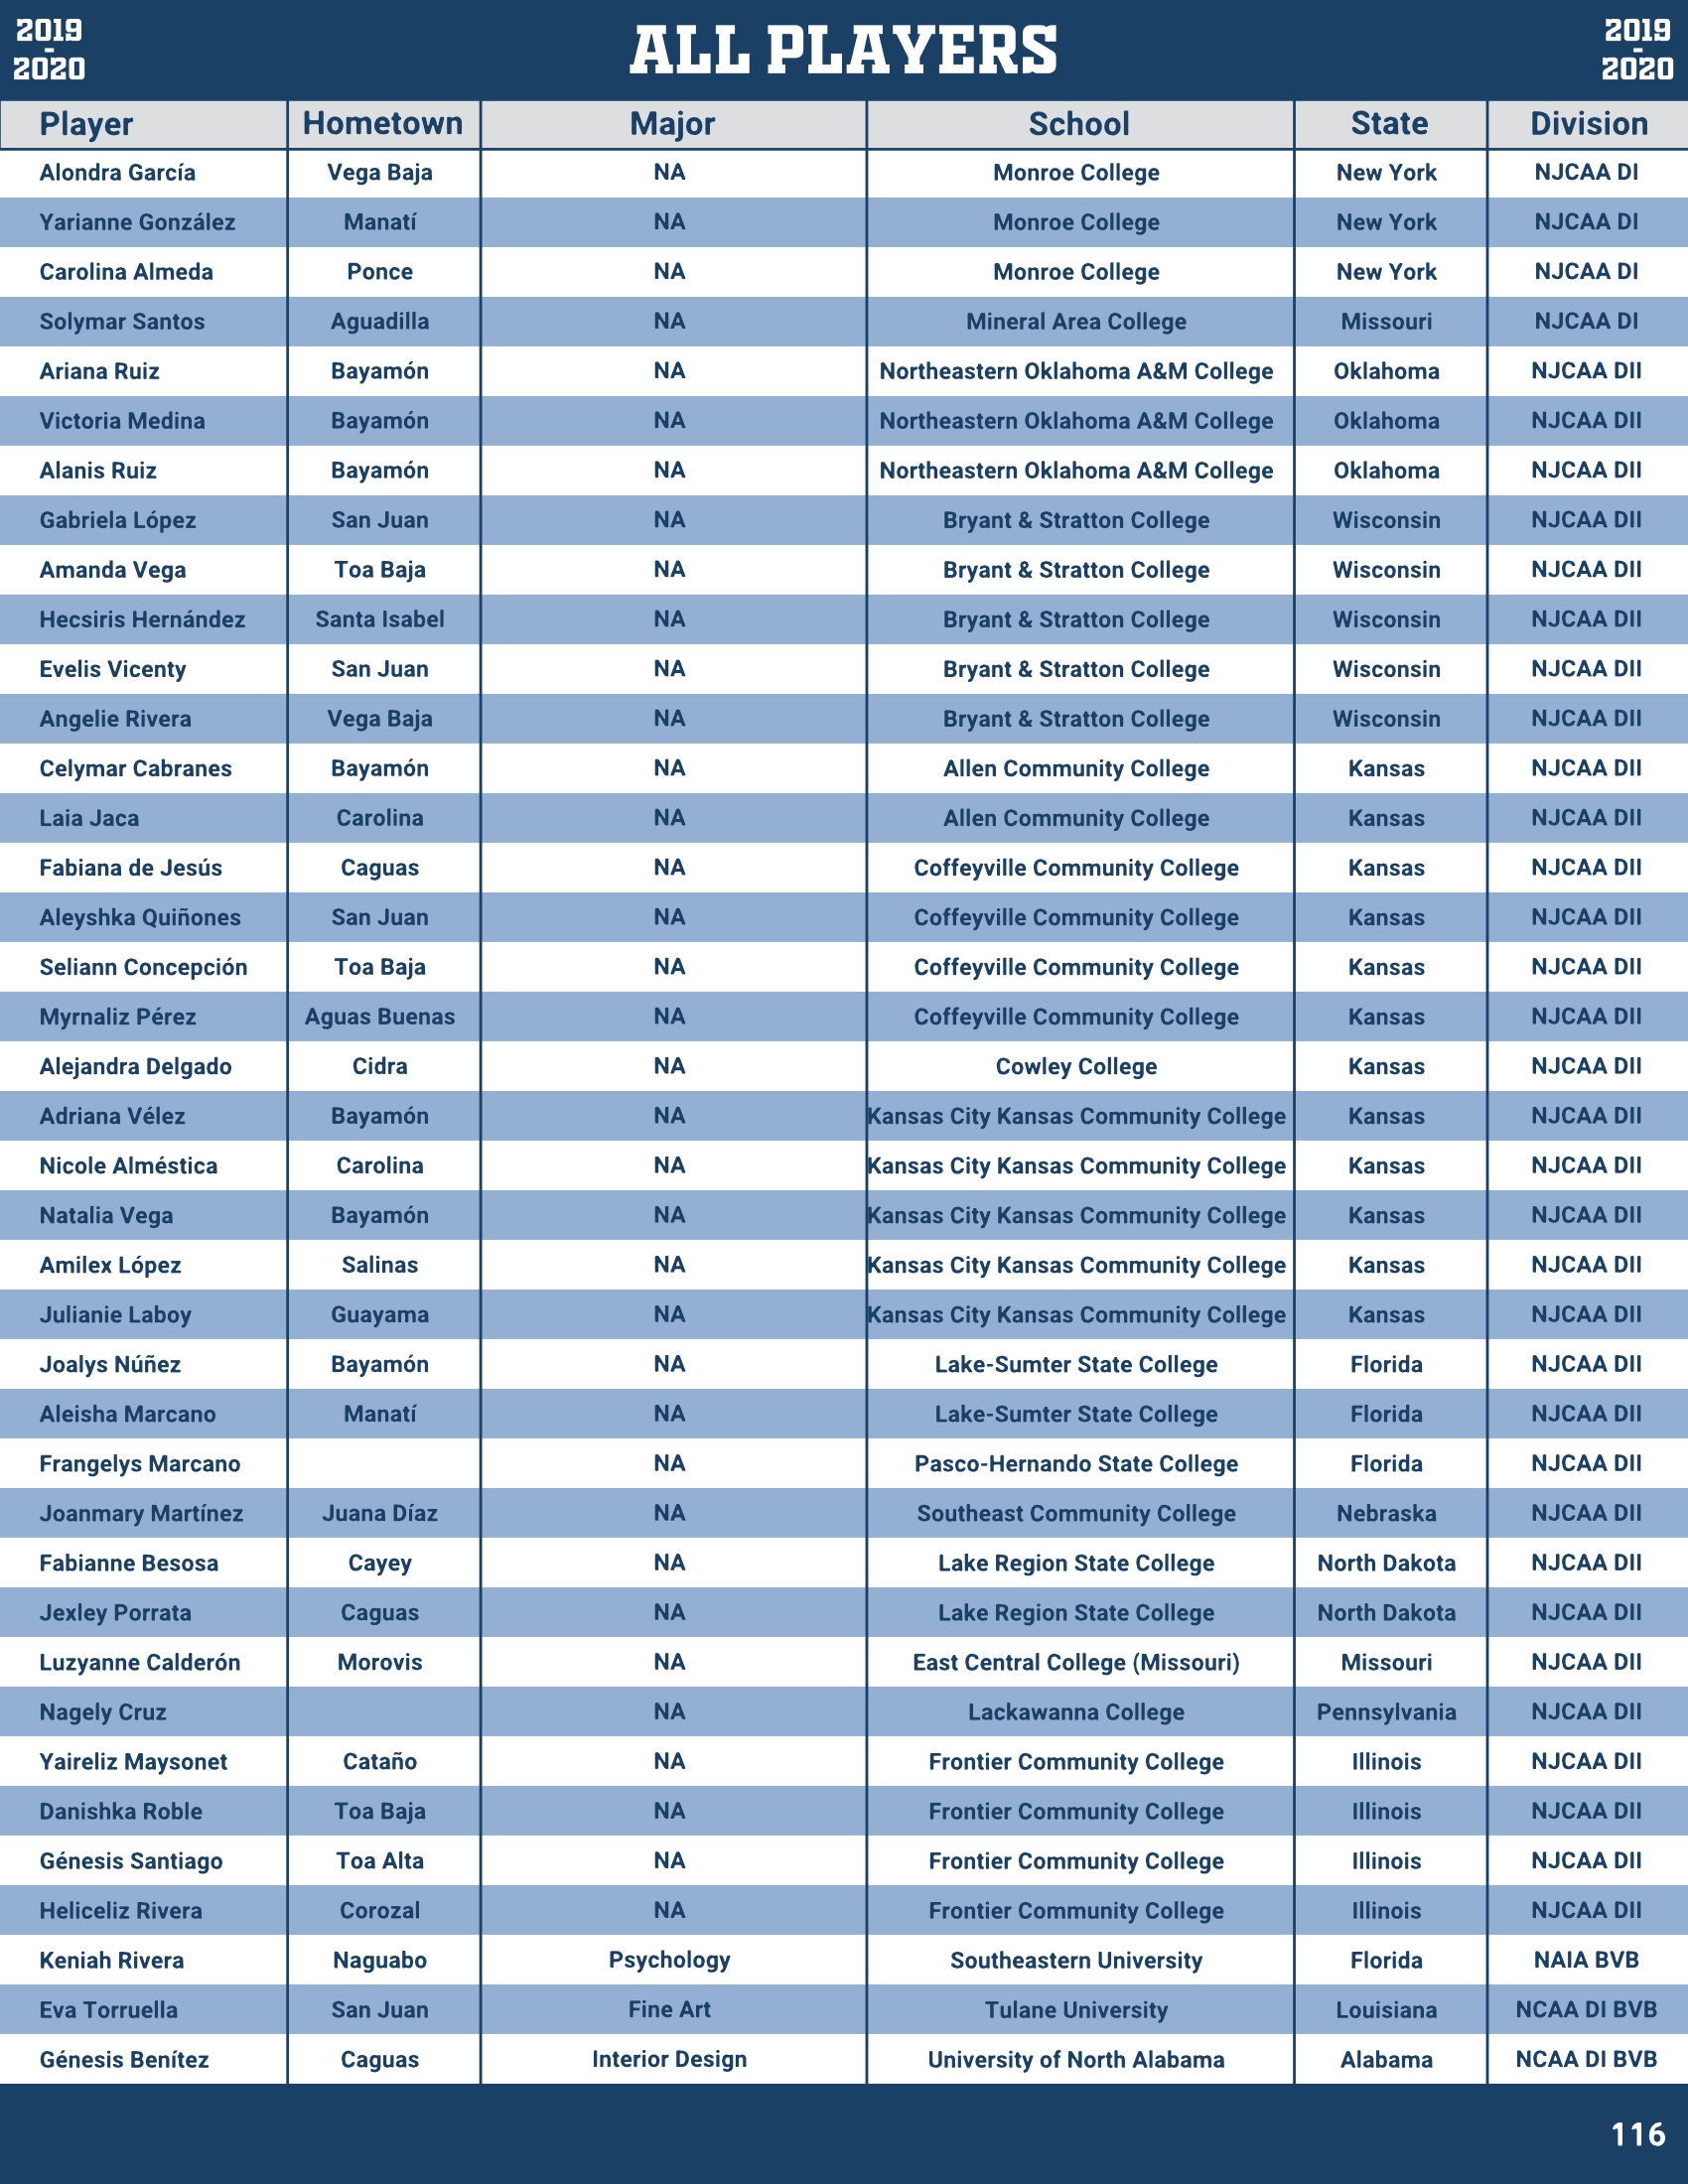 2019
-
2020
ALL PLAYERS
2019
-
2020
Player Hometown Major School State Division
Alondra García Vega Baja NA Monroe College New York NJCAA DI
Yarianne González Manatí NA Monroe College New York NJCAA DI
Carolina Almeda Ponce NA Monroe College New York NJCAA DI
Solymar Santos Aguadilla NA Mineral Area College Missouri NJCAA DI
Ariana Ruiz Bayamón NA Northeastern Oklahoma A&M College Oklahoma NJCAA DII
Victoria Medina Bayamón NA Northeastern Oklahoma A&M College Oklahoma NJCAA DII
Alanis Ruiz Bayamón NA Northeastern Oklahoma A&M College Oklahoma NJCAA DII
Gabriela López San Juan NA Bryant & Stratton College Wisconsin NJCAA DII
Amanda Vega Toa Baja NA Bryant & Stratton College Wisconsin NJCAA DII
Hecsiris Hernández Santa Isabel NA Bryant & Stratton College Wisconsin NJCAA DII
Evelis Vicenty San Juan NA Bryant & Stratton College Wisconsin NJCAA DII
Angelie Rivera Vega Baja NA Bryant & Stratton College Wisconsin NJCAA DII
Celymar Cabranes Bayamón NA Allen Community College Kansas NJCAA DII
Laia Jaca Carolina NA Allen Community College Kansas NJCAA DII
Fabiana de Jesús Caguas NA Coffeyville Community College Kansas NJCAA DII
Aleyshka Quiñones San Juan NA Coffeyville Community College Kansas NJCAA DII
Seliann Concepción Toa Baja NA Coffeyville Community College Kansas NJCAA DII
Myrnaliz Pérez Aguas Buenas NA Coffeyville Community College Kansas NJCAA DII
Alejandra Delgado Cidra NA Cowley College Kansas NJCAA DII
Adriana Vélez Bayamón NA Kansas City Kansas Community College Kansas NJCAA DII
Nicole Alméstica Carolina NA Kansas City Kansas Community College Kansas NJCAA DII
Natalia Vega Bayamón NA Kansas City Kansas Community College Kansas NJCAA DII
Amilex López Salinas NA Kansas City Kansas Community College Kansas NJCAA DII
Julianie Laboy Guayama NA Kansas City Kansas Community College Kansas NJCAA DII
Joalys Núñez Bayamón NA Lake-Sumter State College Florida NJCAA DII
Aleisha Marcano Manatí NA Lake-Sumter State College Florida NJCAA DII
Frangelys Marcano NA Pasco-Hernando State College Florida NJCAA DII
Joanmary Martínez Juana Díaz NA Southeast Community College Nebraska NJCAA DII
Fabianne Besosa Cayey NA Lake Region State College North Dakota NJCAA DII
Jexley Porrata Caguas NA Lake Region State College North Dakota NJCAA DII
Luzyanne Calderón Morovis NA East Central College (Missouri) Missouri NJCAA DII
Nagely Cruz NA Lackawanna College Pennsylvania NJCAA DII
Yaireliz Maysonet Cataño NA Frontier Community College Illinois NJCAA DII
Danishka Roble Toa Baja NA Frontier Community College Illinois NJCAA DII
Génesis Santiago Toa Alta NA Frontier Community College Illinois NJCAA DII
Heliceliz Rivera Corozal NA Frontier Community College Illinois NJCAA DII
Keniah Rivera Naguabo Psychology Southeastern University Florida NAIA BVB
Eva Torruella San Juan Fine Art Tulane University Louisiana NCAA DI BVB
Génesis Benítez Caguas Interior Design University of North Alabama Alabama NCAA DI BVB
116